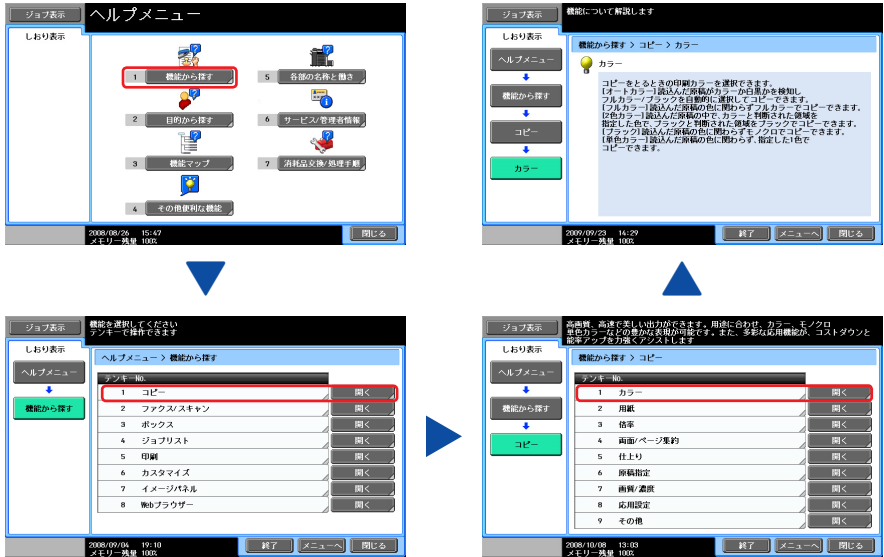 ジョブ表示
ヘルプメニュー
しおり表示
1 機能から探す
5 各部の名称と働き
2 目的から探す
6 サービス/管理者情報
3 機能マップ
7 消耗品交換/処理手順
4 その他便利な機能
2008/08/26 15:47
メモリー残量 100%
閉じる
ジョブ表示
機能を選択してください
テンキーで操作できます
しおり表示
ヘルプメニュー > 機能から探す
ヘルプメニュー
機能から探す
テンキーNo.
1 コピー 開く
2 ファクス/スキャン 開く
3 ボックス 開く
4 ジョブリスト 開く
5 印刷 開く
6 カスタマイズ 開く
7 イメージパネル 開く
8 Webブラウザー 開く
2008/09/04 19:10
メモリー残量 100%
終了 メニューへ 閉じる
ジョブ表示
高画質、高速で美しい出力ができます。用途に合わせ、カラー、モノクロ
単色カラーなどの豊かな表現が可能です。また、多彩な応用機能が、コストダウンと
能率アップを力強くアシストします
しおり表示
機能から探す > コピー
ヘルプメニュー
機能から探す
コピー
テンキーNo.
1 カラー 開く
2 用紙 開く
3 倍率 開く
4 両面/ページ集約 開く
5 仕上り 開く
6 原稿指定 開く
7 画質/濃度 開く
8 応用設定 開く
9 その他 開く
2008/10/08 13:03
メモリー残量 100%
終了 メニューへ 閉じる
ジョブ表示
機能について解説します
しおり表示
機能から探す > コピー > カラー
ヘルプメニュー
機能から探す
コピー
カラー
カラー
コピーをとるときの印刷カラーを選択できます。
[オートカラー]読込んだ原稿がカラーか白黒かを検知し
フルカラー/ブラックを自動的に選択してコピーできます。
[フルカラー]読込んだ原稿の色に関わらずフルカラーでコピーできます。
[2色カラー]読込んだ原稿の中で、カラーと判断された領域を
指定した色で、ブラックと判断された領域をブラックでコピーできます。
[ブラック]読込んだ原稿の色に関わらずモノクロでコピーできます。
[単色カラー]読込んだ原稿の色に関わらず、指定した1色で
コピーできます。
2009/09/23 14:29
メモリー残量 100%
終了 メニューへ 閉じる